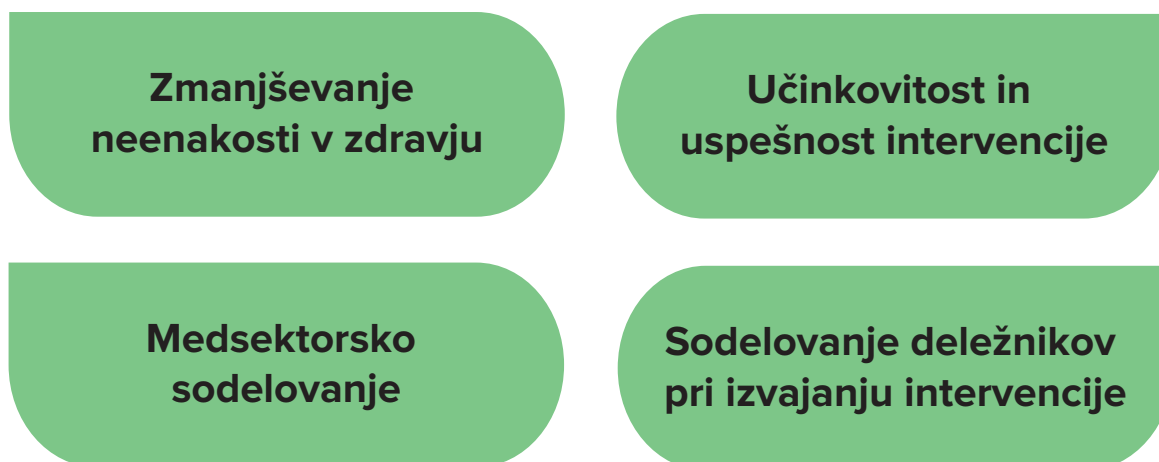 Zmanjševanje
neenakosti v zdravju
Učinkovitost in
uspešnost intervencije
Medsektorsko
sodelovanje
Sodelovanje deležnikov
pri izvajanju intervencije